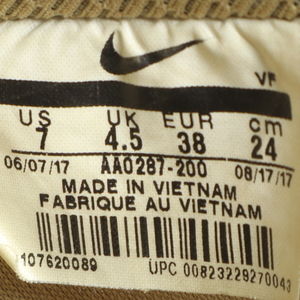 VF
US UK EUR cm
7 4.5 38 24
06/07/17 AA0287-200 08/17/17
MADE IN VIETNAM
FABRIQUE AU VIETNAM
107620089 UPC 00823229270043